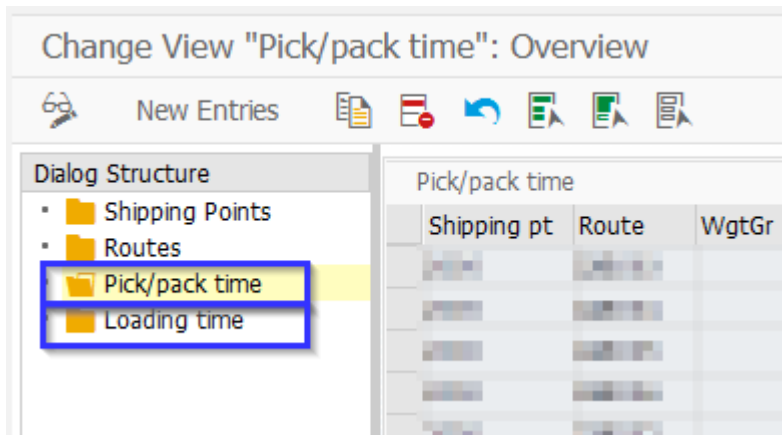 Change View "Pick/pack time": Overview
New Entries
Dialog Structure
Shipping Points
Routes
Pick/pack time
Loading time
Pick/pack time
Shipping pt Route WgtGr